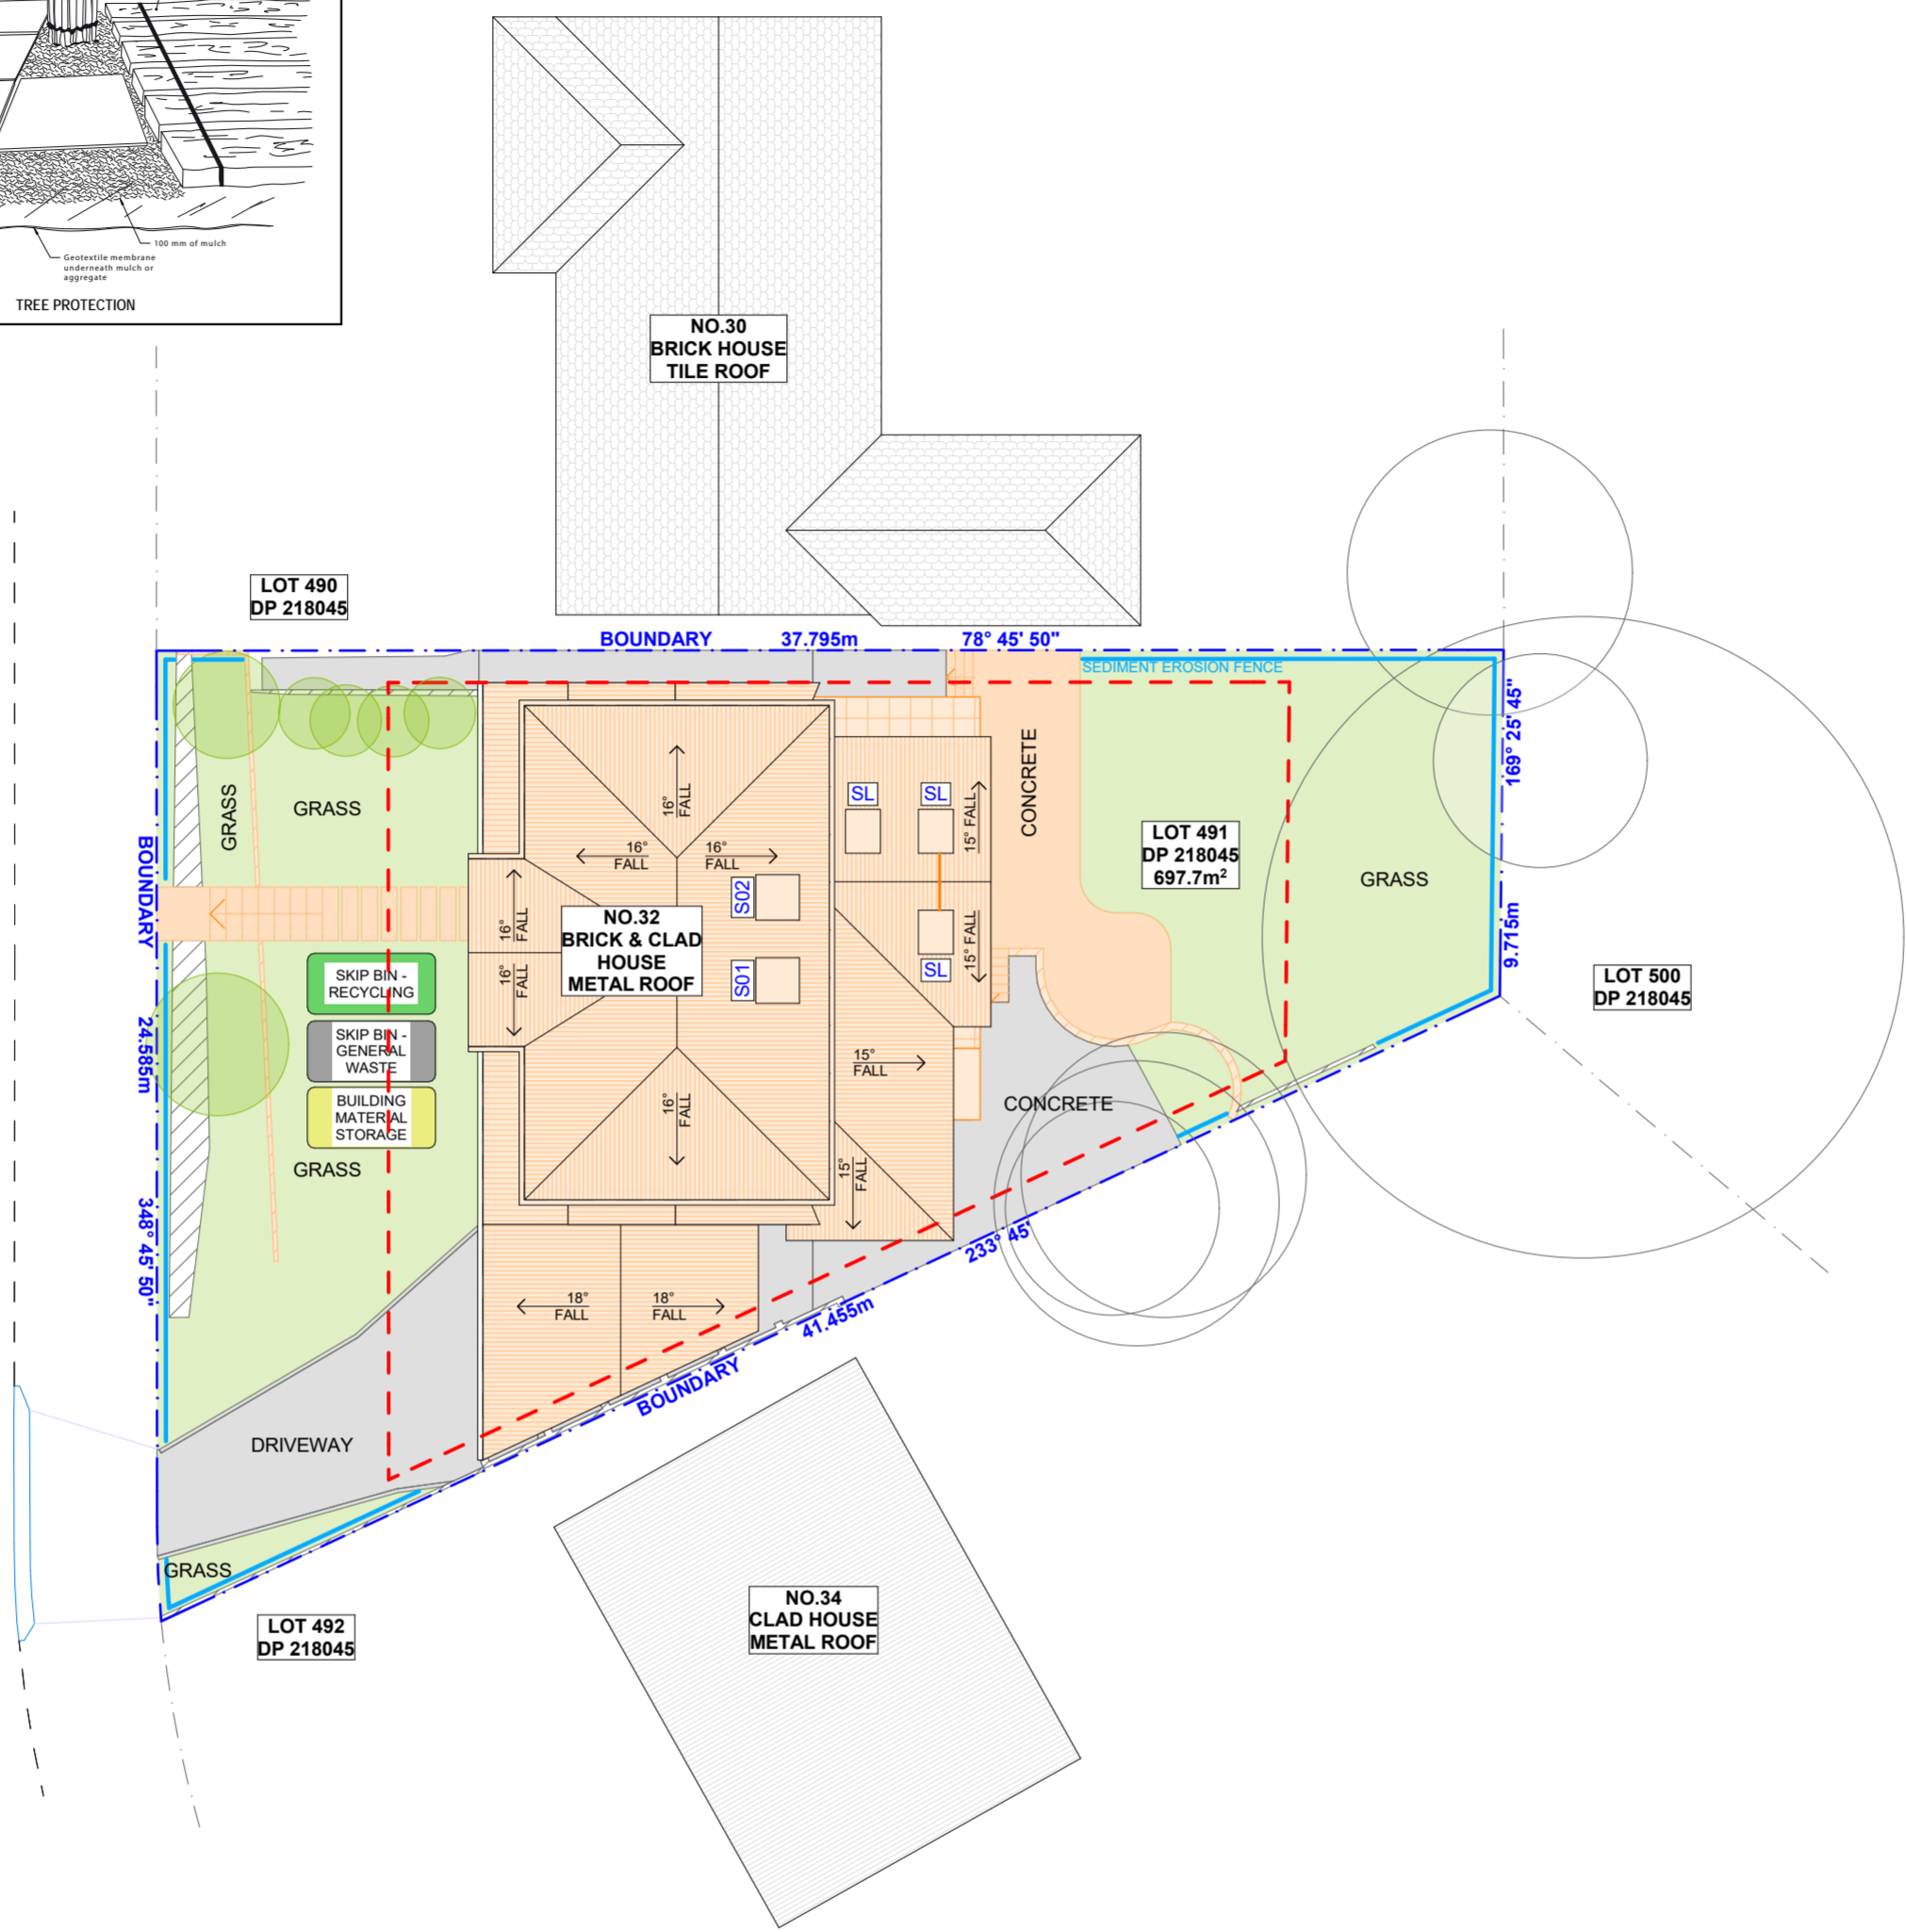 100 mm of mulch
Geotextile membrane
underneath mulch or
aggregate
TREE PROTECTION
NO.30
BRICK HOUSE
TILE ROOF
LOT 490
DP 218045
BOUNDARY 37.795m 78° 45' 50"
SEDIMENT EROSION FENCE
169° 25' 45"
9.715m
GRASS
GRASS
CONCRETE
SL
SL
15° FALL
15° FALL
SL
16°
FALL
16°
FALL
16°
FALL
16°
FALL
16°
FALL
16°
FALL
S02
S01
LOT 491
DP 218045
697.7m²
GRASS
NO.32
BRICK & CLAD
HOUSE
METAL ROOF
LOT 500
DP 218045
BOUNDARY
24.585m
348° 45' 50"
SKIP BIN -
RECYCLING
SKIP BIN -
GENERAL
WASTE
BUILDING
MATERIAL
STORAGE
GRASS
15°
FALL
15°
FALL
CONCRETE
233° 45'
41.455m
BOUNDARY
18°
FALL
18°
FALL
DRIVEWAY
GRASS
LOT 492
DP 218045
NO.34
CLAD HOUSE
METAL ROOF